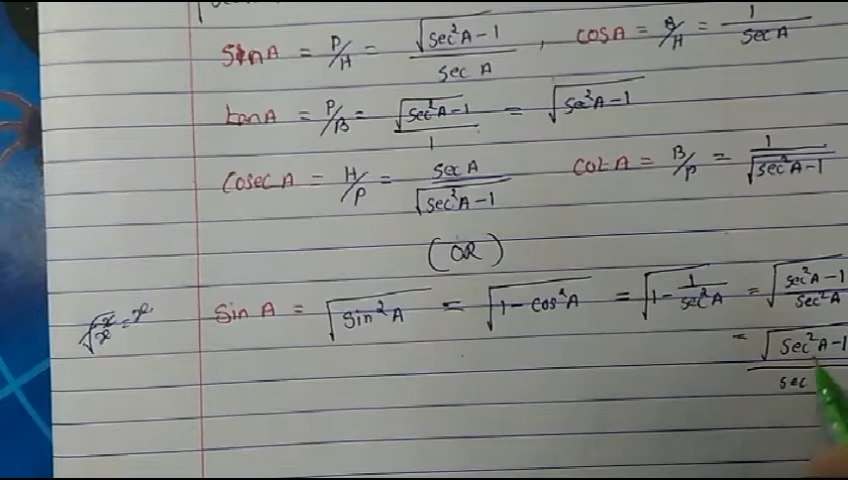 sinA = P/H = √(sec²A-1) / sec A , cosA = B/H = 1 / sec A
tanA = P/B = √(sec²A-1) / 1 = √(sec²A-1)
CosecA = H/P = sec A / √(sec²A-1) cotA = B/P = 1 / √(sec²A-1)
(OR)
sin A = √(sin²A) = √(1-cos²A) = √(1 - 1/sec²A) = √((sec²A-1)/sec²A)
= √(sec²A-1) / sec